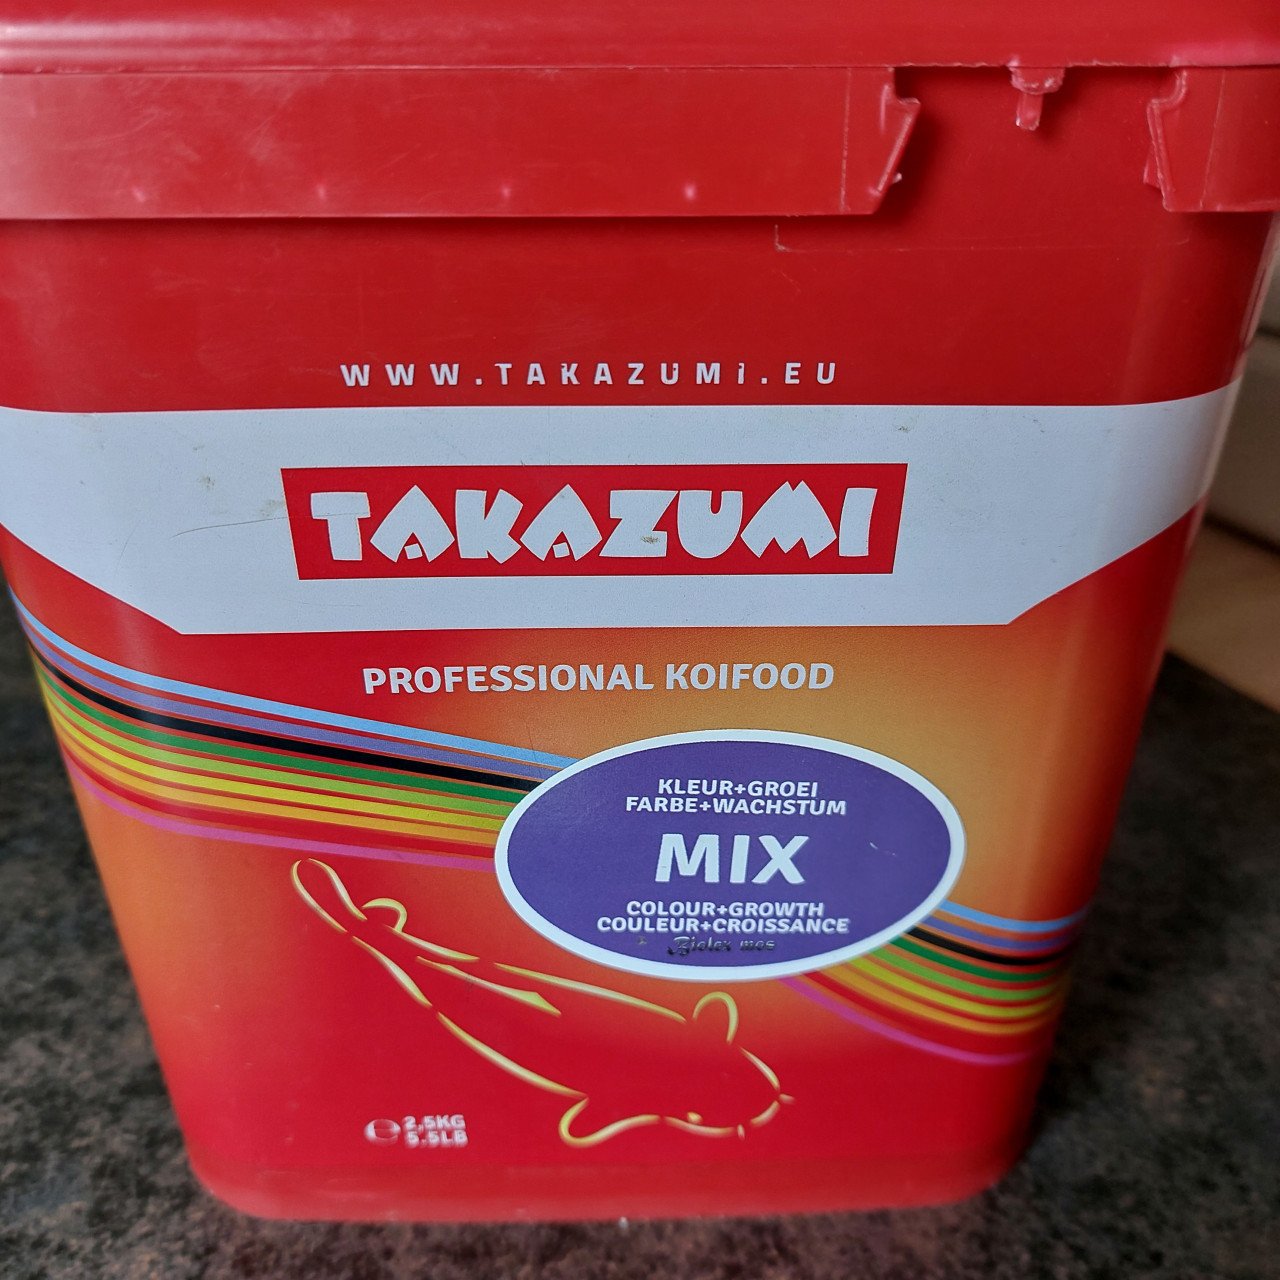 WWW.TAKAZUMI.EU
TAKAZUMI
PROFESSIONAL KOIFOOD
KLEUR+GROEI
FARBE+WACHSTUM
MIX
COLOUR+GROWTH
COULEUR+CROISSANCE
mos
℮ 2,5KG
5.5LB